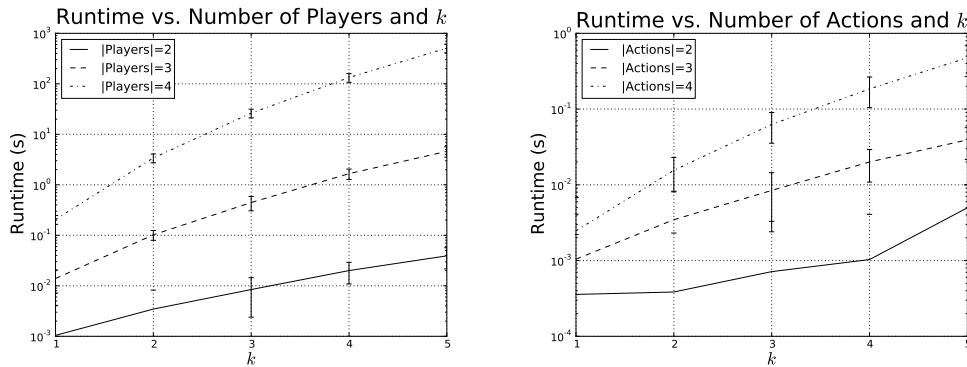 Runtime vs. Number of Players and k
10^3
10^2
10^1
10^0
10^-1
10^-2
10^-3
Runtime (s)
|Players|=2
|Players|=3
|Players|=4
1 2 3 4 5
k
Runtime vs. Number of Actions and k
10^0
10^-1
10^-2
10^-3
10^-4
Runtime (s)
|Actions|=2
|Actions|=3
|Actions|=4
1 2 3 4 5
k